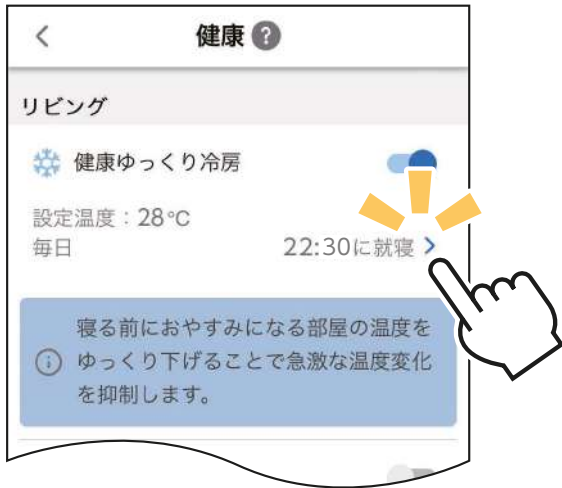 健康 ?
リビング
健康ゆっくり冷房
設定温度：28℃
毎日 22:30に就寝 >
寝る前におやすみになる部屋の温度を
ゆっくり下げることで急激な温度変化
を抑制します。